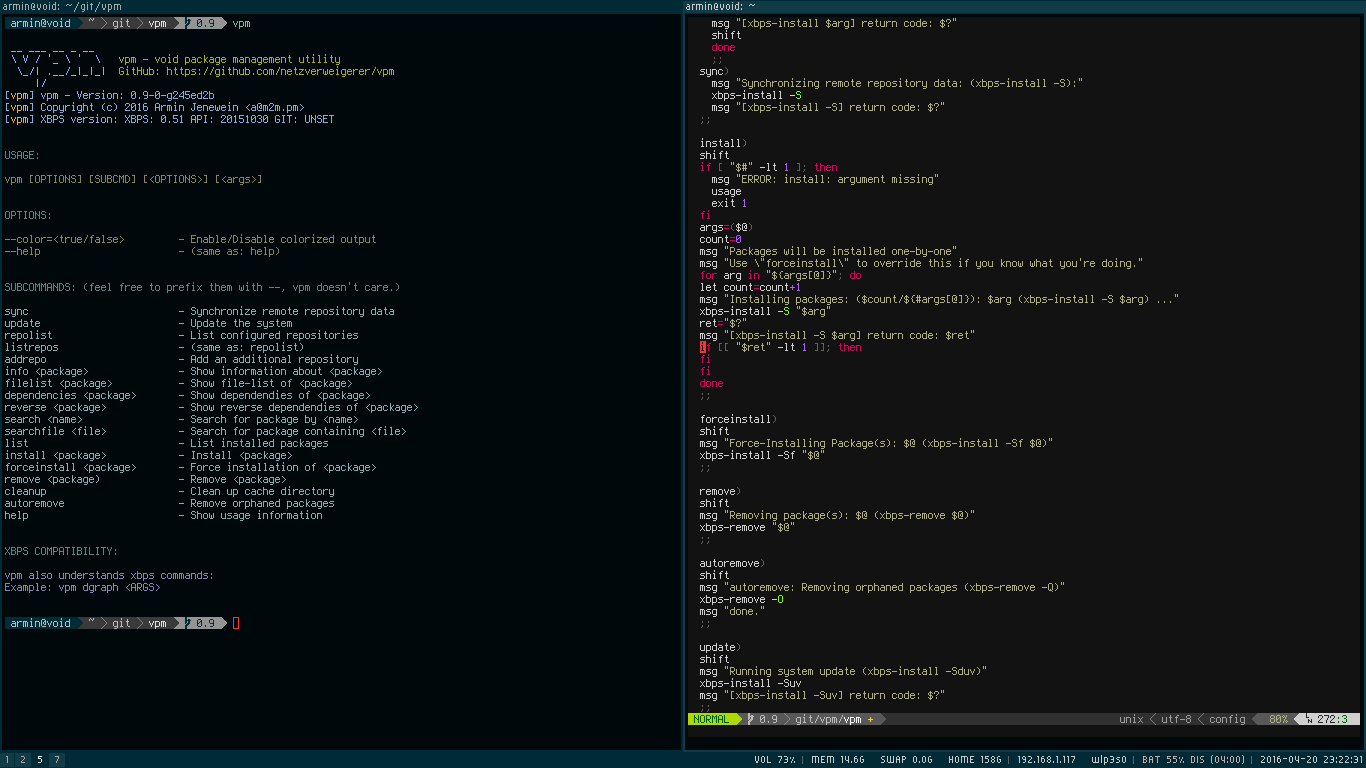 armin@void: ~/git/vpm
armin@void ~ git vpm 0.9 vpm
__ ___ __ _ __
\ V / '_ \ '  \   vpm - void package management utility
 \_/| .__/_|_|_|  GitHub: https://github.com/netzverweigerer/vpm
    |/
[vpm] vpm - Version: 0.9-0-g245ed2b
[vpm] Copyright (c) 2016 Armin Jenewein <a@m2m.pm>
[vpm] XBPS version: XBPS: 0.51 API: 20151030 GIT: UNSET
USAGE:
vpm [OPTIONS] [SUBCMD] [<OPTIONS>] [<args>]
OPTIONS:
--color=<true/false> - Enable/Disable colorized output
--help - (same as: help)
SUBCOMMANDS: (feel free to prefix them with --, vpm doesn't care.)
sync - Synchronize remote repository data
update - Update the system
repolist - List configured repositories
listrepos - (same as: repolist)
addrepo - Add an additional repository
info <package> - Show information about <package>
filelist <package> - Show file-list of <package>
dependencies <package> - Show dependendies of <package>
reverse <package> - Show reverse dependendies of <package>
search <name> - Search for package by <name>
searchfile <file> - Search for package containing <file>
list - List installed packages
install <package> - Install <package>
forceinstall <package> - Force installation of <package>
remove <package) - Remove <package>
cleanup - Clean up cache directory
autoremove - Remove orphaned packages
help - Show usage information
XBPS COMPATIBILITY:
vpm also understands xbps commands:
Example: vpm dgraph <ARGS>
armin@void ~ git vpm 0.9
armin@void: ~
msg "[xbps-install $arg] return code: $?"
shift
done
;;
sync)
msg "Synchronizing remote repository data: (xbps-install -S):"
xbps-install -S
msg "[xbps-install -S] return code: $?"
;;
install)
shift
if [ "$#" -lt 1 ]; then
msg "ERROR: install: argument missing"
usage
exit 1
fi
args=($@)
count=0
msg "Packages will be installed one-by-one"
msg "Use \"forceinstall\" to override this if you know what you're doing."
for arg in "${args[@]}"; do
let count=count+1
msg "Installing packages: ($count/${#args[@]}): $arg (xbps-install -S $arg) ..."
xbps-install -S "$arg"
ret="$?"
msg "[xbps-install -S $arg] return code: $ret"
if [[ "$ret" -lt 1 ]]; then
fi
fi
done
;;
forceinstall)
shift
msg "Force-Installing Package(s): $@ (xbps-install -Sf $@)"
xbps-install -Sf "$@"
;;
remove)
shift
msg "Removing package(s): $@ (xbps-remove $@)"
xbps-remove "$@"
;;
autoremove)
shift
msg "autoremove: Removing orphaned packages (xbps-remove -O)"
xbps-remove -O
msg "done."
;;
update)
shift
msg "Running system update (xbps-install -Sduv)"
xbps-install -Suv
msg "[xbps-install -Suv] return code: $?"
;;
NORMAL 0.9 git/vpm/vpm + unix < utf-8 < config 80% 272:3
1 2 5 7 VOL 73% | MEM 14.66 SWAP 0.06 HOME 1586 | 192.168.1.117 wlp3s0 | BAT 55% DIS (04:00) | 2016-04-20 23:22:31